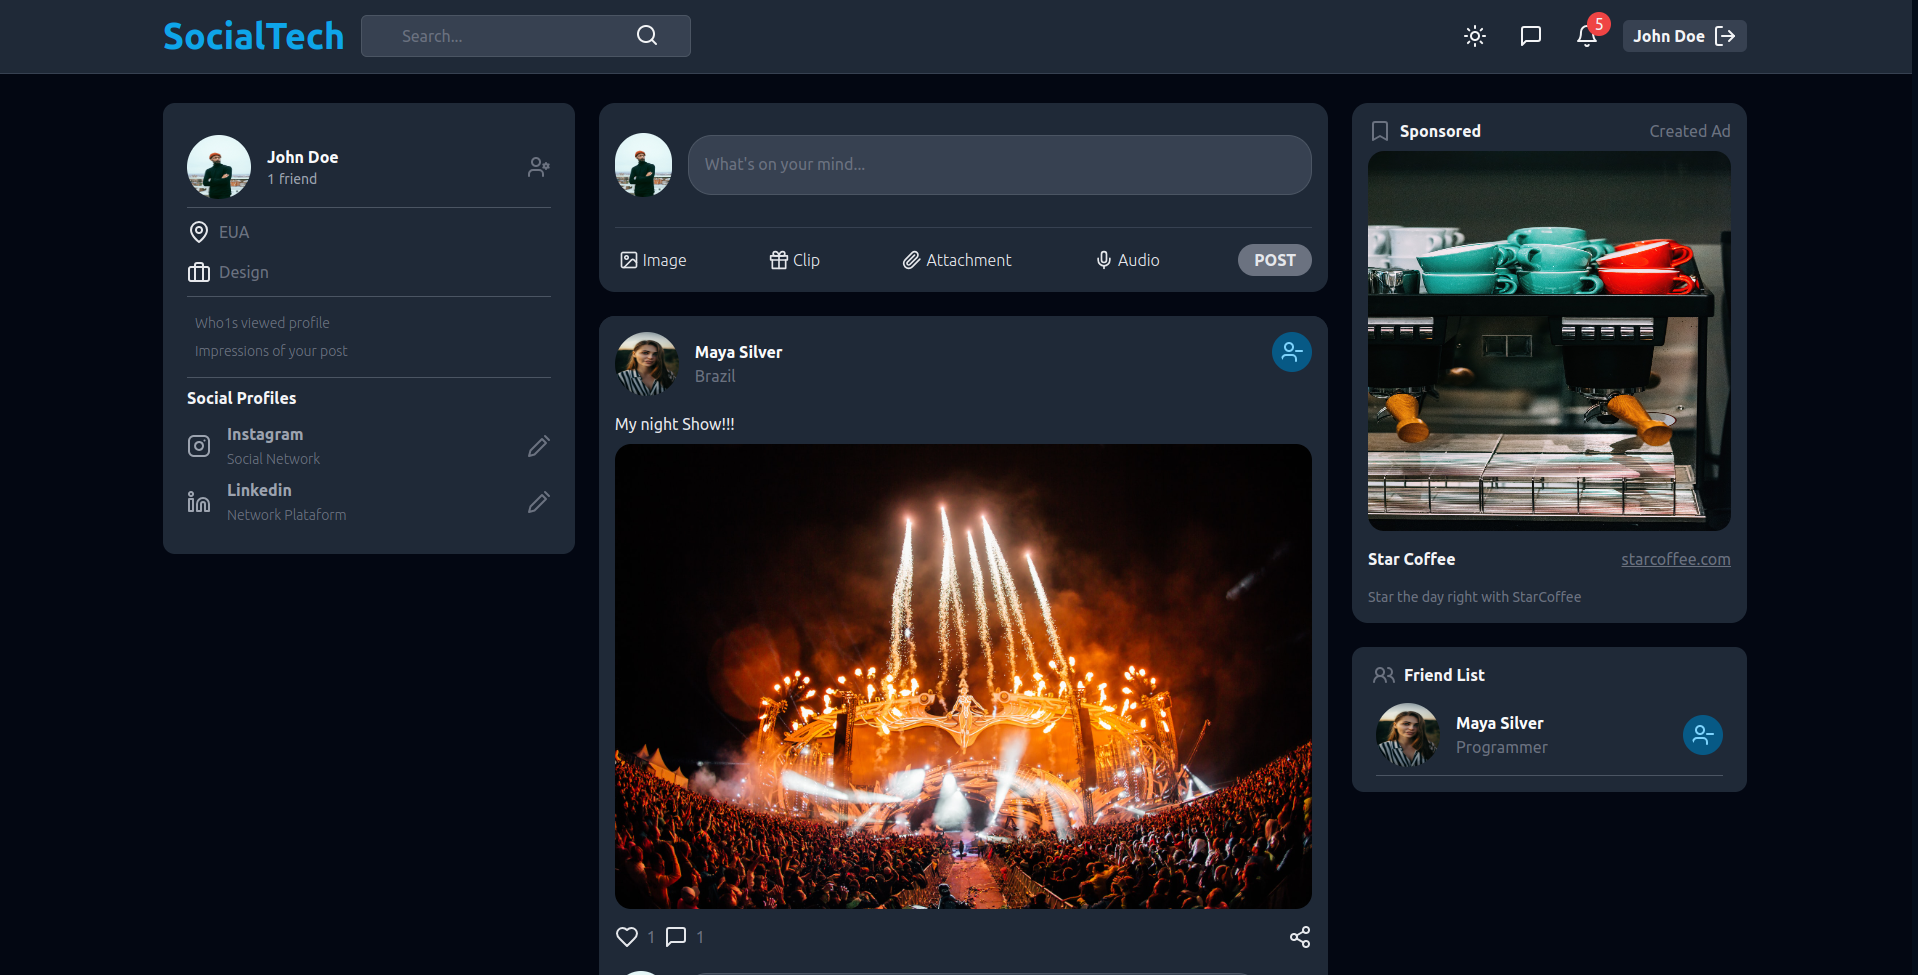 SocialTech
Search...
5
John Doe
John Doe
1 friend
EUA
Design
Who1s viewed profile
Impressions of your post
Social Profiles
Instagram
Social Network
Linkedin
Network Plataform
What's on your mind...
Image
Clip
Attachment
Audio
POST
Maya Silver
Brazil
My night Show!!!
1
1
Sponsored
Created Ad
Star Coffee
starcoffee.com
Star the day right with StarCoffee
Friend List
Maya Silver
Programmer